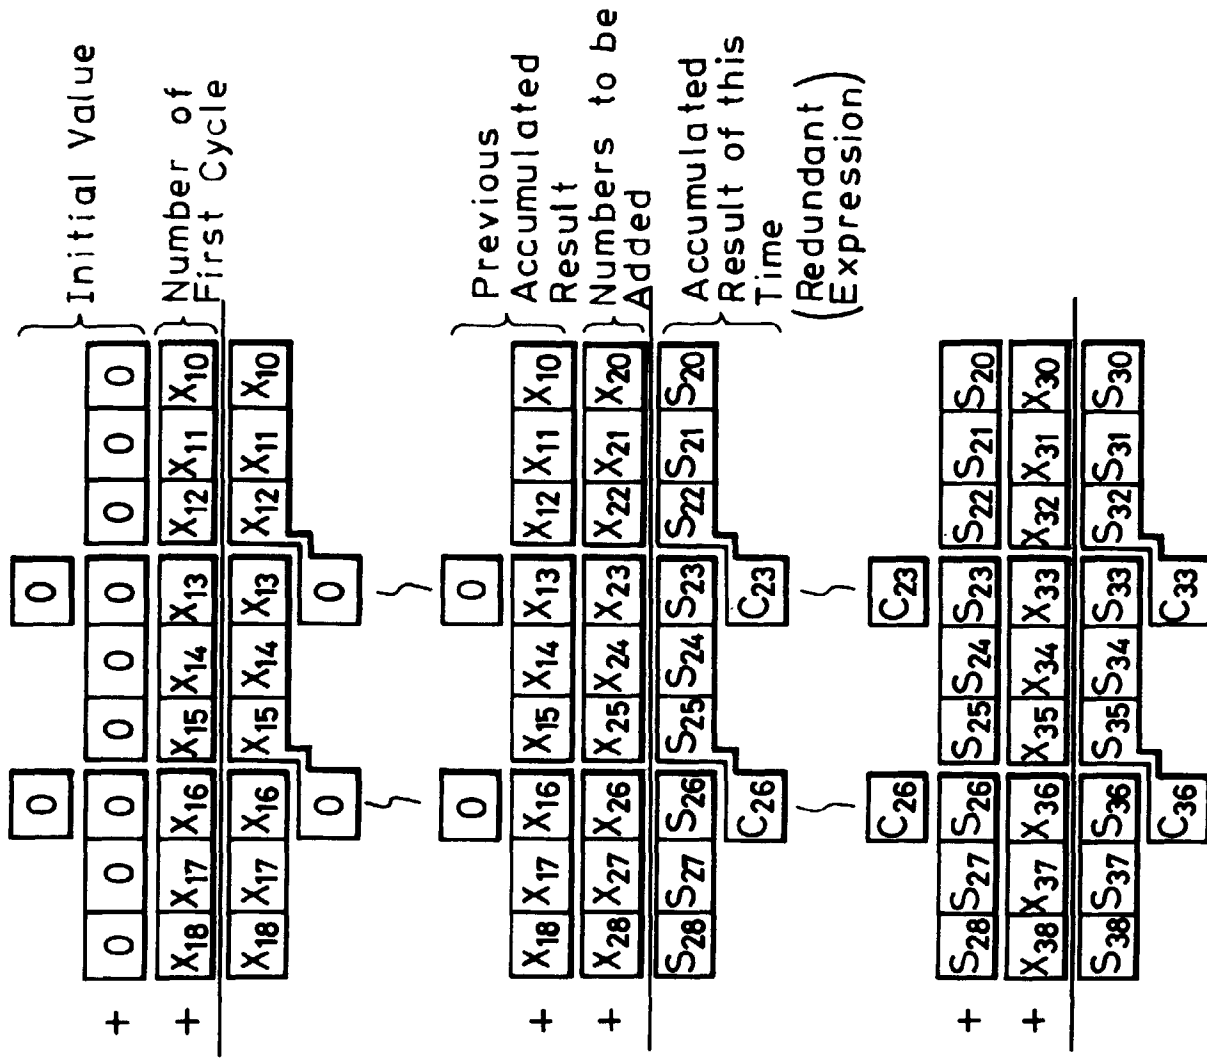 0 0
+ 0 0 0 0 0 0 0 0 0
Initial Value
+ X18 X17 X16 X15 X14 X13 X12 X11 X10
Number of
First Cycle
X18 X17 X16 X15 X14 X13 X12 X11 X10
0 0
0 0
+ X18 X17 X16 X15 X14 X13 X12 X11 X10
Previous
Accumulated
Result
+ X28 X27 X26 X25 X24 X23 X22 X21 X20
Numbers to be
Added
S28 S27 S26 S25 S24 S23 S22 S21 S20
C26 C23
Accumulated
Result of this
Time
(Redundant
Expression)
C26 C23
+ S28 S27 S26 S25 S24 S23 S22 S21 S20
+ X38 X37 X36 X35 X34 X33 X32 X31 X30
S38 S37 S36 S35 S34 S33 S32 S31 S30
C36 C33